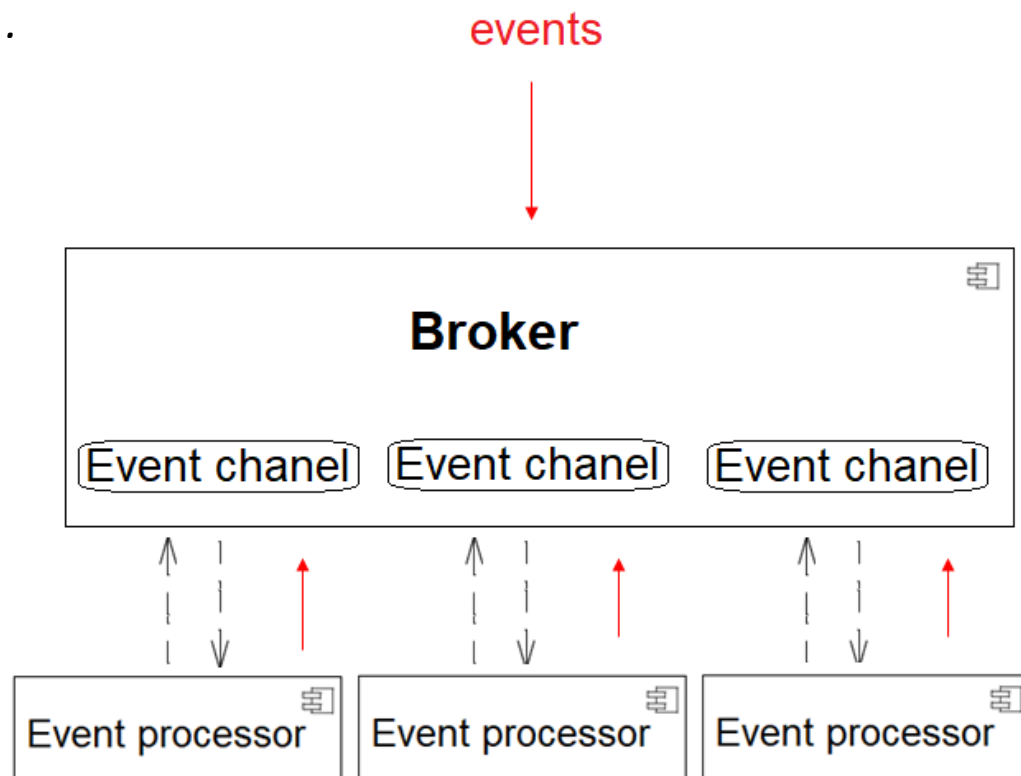 .
events
Broker
Event chanel Event chanel Event chanel
Event processor Event processor Event processor